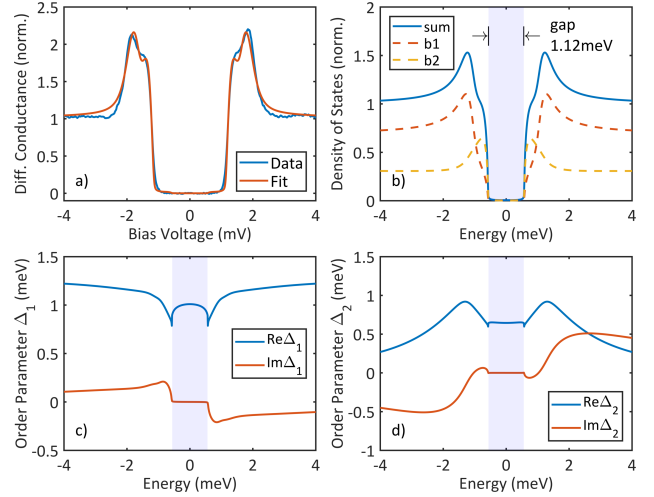 Diff. Conductance (norm.)
2.5
2
1.5
1
0.5
0
-4
-2
0
2
4
Bias Voltage (mV)
a)
Data
Fit
Density of States (norm.)
2
1.5
1
0.5
0
-4
-2
0
2
4
Energy (meV)
b)
sum
b1
b2
gap
1.12meV
Order Parameter Δ₁ (meV)
1.5
1
0.5
0
-0.5
-4
-2
0
2
4
Energy (meV)
c)
ReΔ₁
ImΔ₁
Order Parameter Δ₂ (meV)
1.5
1
0.5
0
-0.5
-1
-4
-2
0
2
4
Energy (meV)
d)
ReΔ₂
ImΔ₂